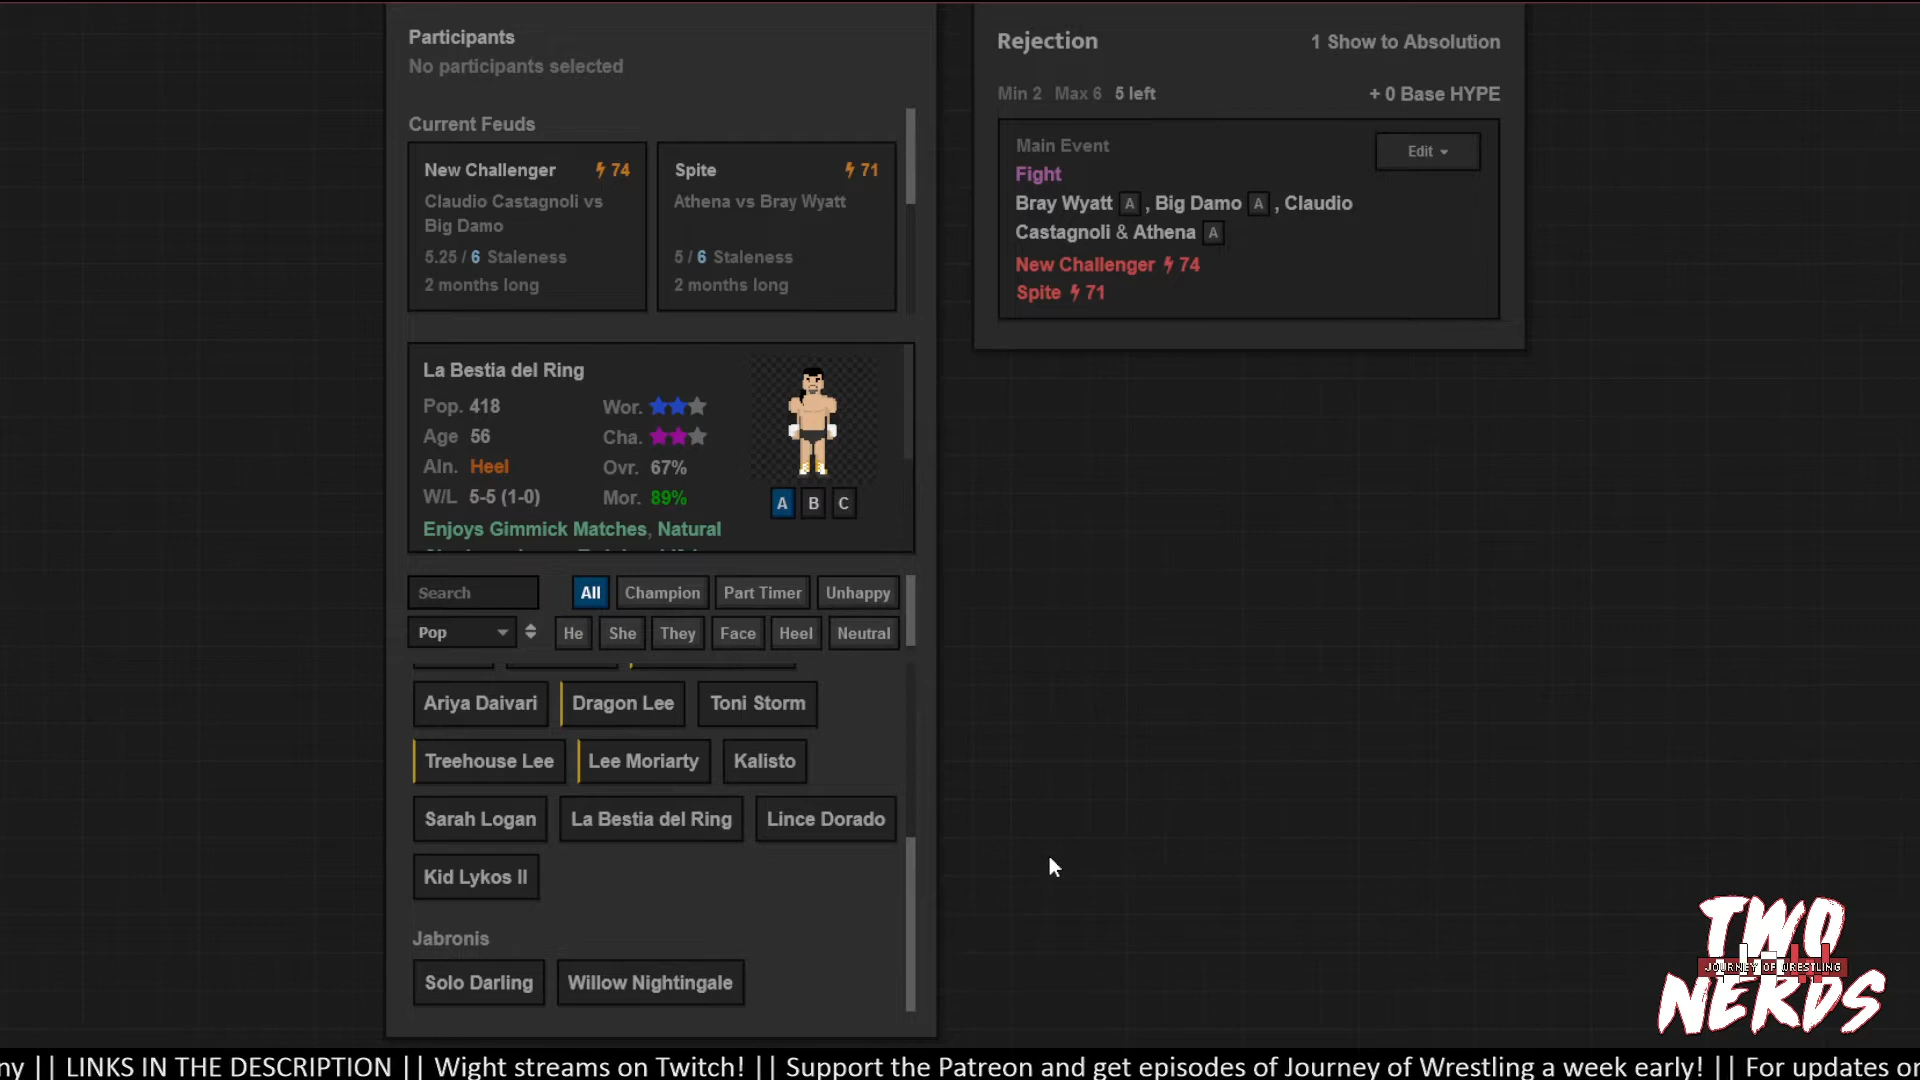 Participants
No participants selected
Current Feuds
New Challenger 74
Claudio Castagnoli vs
Big Damo
5.25 / 6 Staleness
2 months long
Spite 71
Athena vs Bray Wyatt
5 / 6 Staleness
2 months long
La Bestia del Ring
Pop. 418
Age 56
Aln. Heel
W/L 5-5 (1-0)
Wor.
Cha.
Ovr. 67%
Mor. 89%
A B C
Enjoys Gimmick Matches, Natural
Search
All Champion Part Timer Unhappy
Pop He She They Face Heel Neutral
Ariya Daivari Dragon Lee Toni Storm
Treehouse Lee Lee Moriarty Kalisto
Sarah Logan La Bestia del Ring Lince Dorado
Kid Lykos II
Jabronis
Solo Darling Willow Nightingale
Rejection 1 Show to Absolution
Min 2 Max 6 5 left + 0 Base HYPE
Main Event Edit
Fight
Bray Wyatt A , Big Damo A , Claudio
Castagnoli & Athena A
New Challenger 74
Spite 71
TWO
JOURNEY OF WRESTLING
NERDS
ny || LINKS IN THE DESCRIPTION || Wight streams on Twitch! || Support the Patreon and get episodes of Journey of Wrestling a week early! || For updates or